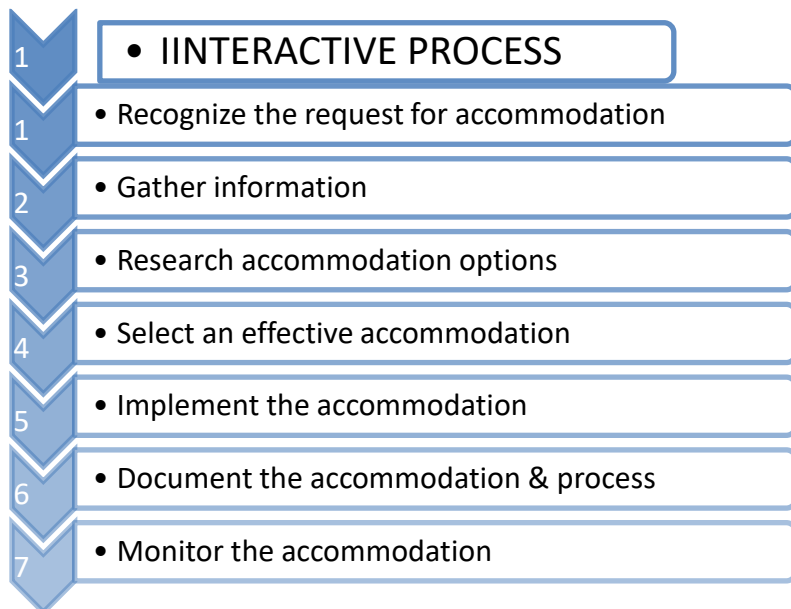 1 • IINTERACTIVE PROCESS
1 • Recognize the request for accommodation
2 • Gather information
3 • Research accommodation options
4 • Select an effective accommodation
5 • Implement the accommodation
6 • Document the accommodation & process
7 • Monitor the accommodation